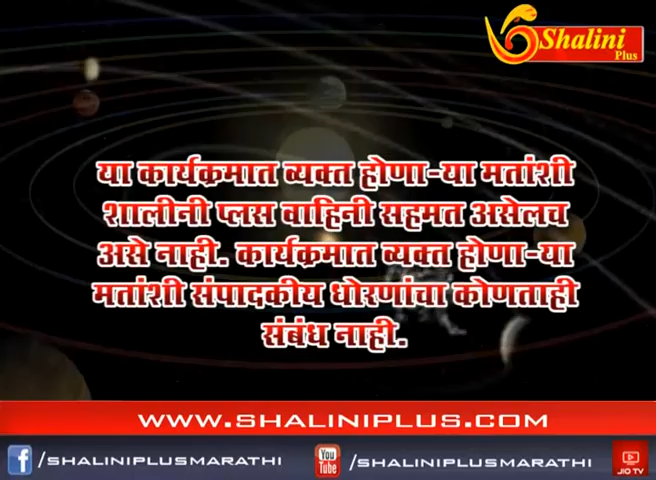 Shalini
Plus
या कार्यक्रमात व्यक्त होणा-या मतांशी
शालीनी प्लस वाहिनी सहमत असेलच
असे नाही. कार्यक्रमात व्यक्त होणा-या
मतांशी संपादकीय धोरणांचा कोणताही
संबंध नाही.
WWW.SHALINIPLUS.COM
f /SHALINIPLUSMARATHI
You Tube /SHALINIPLUSMARATHI
JIO TV